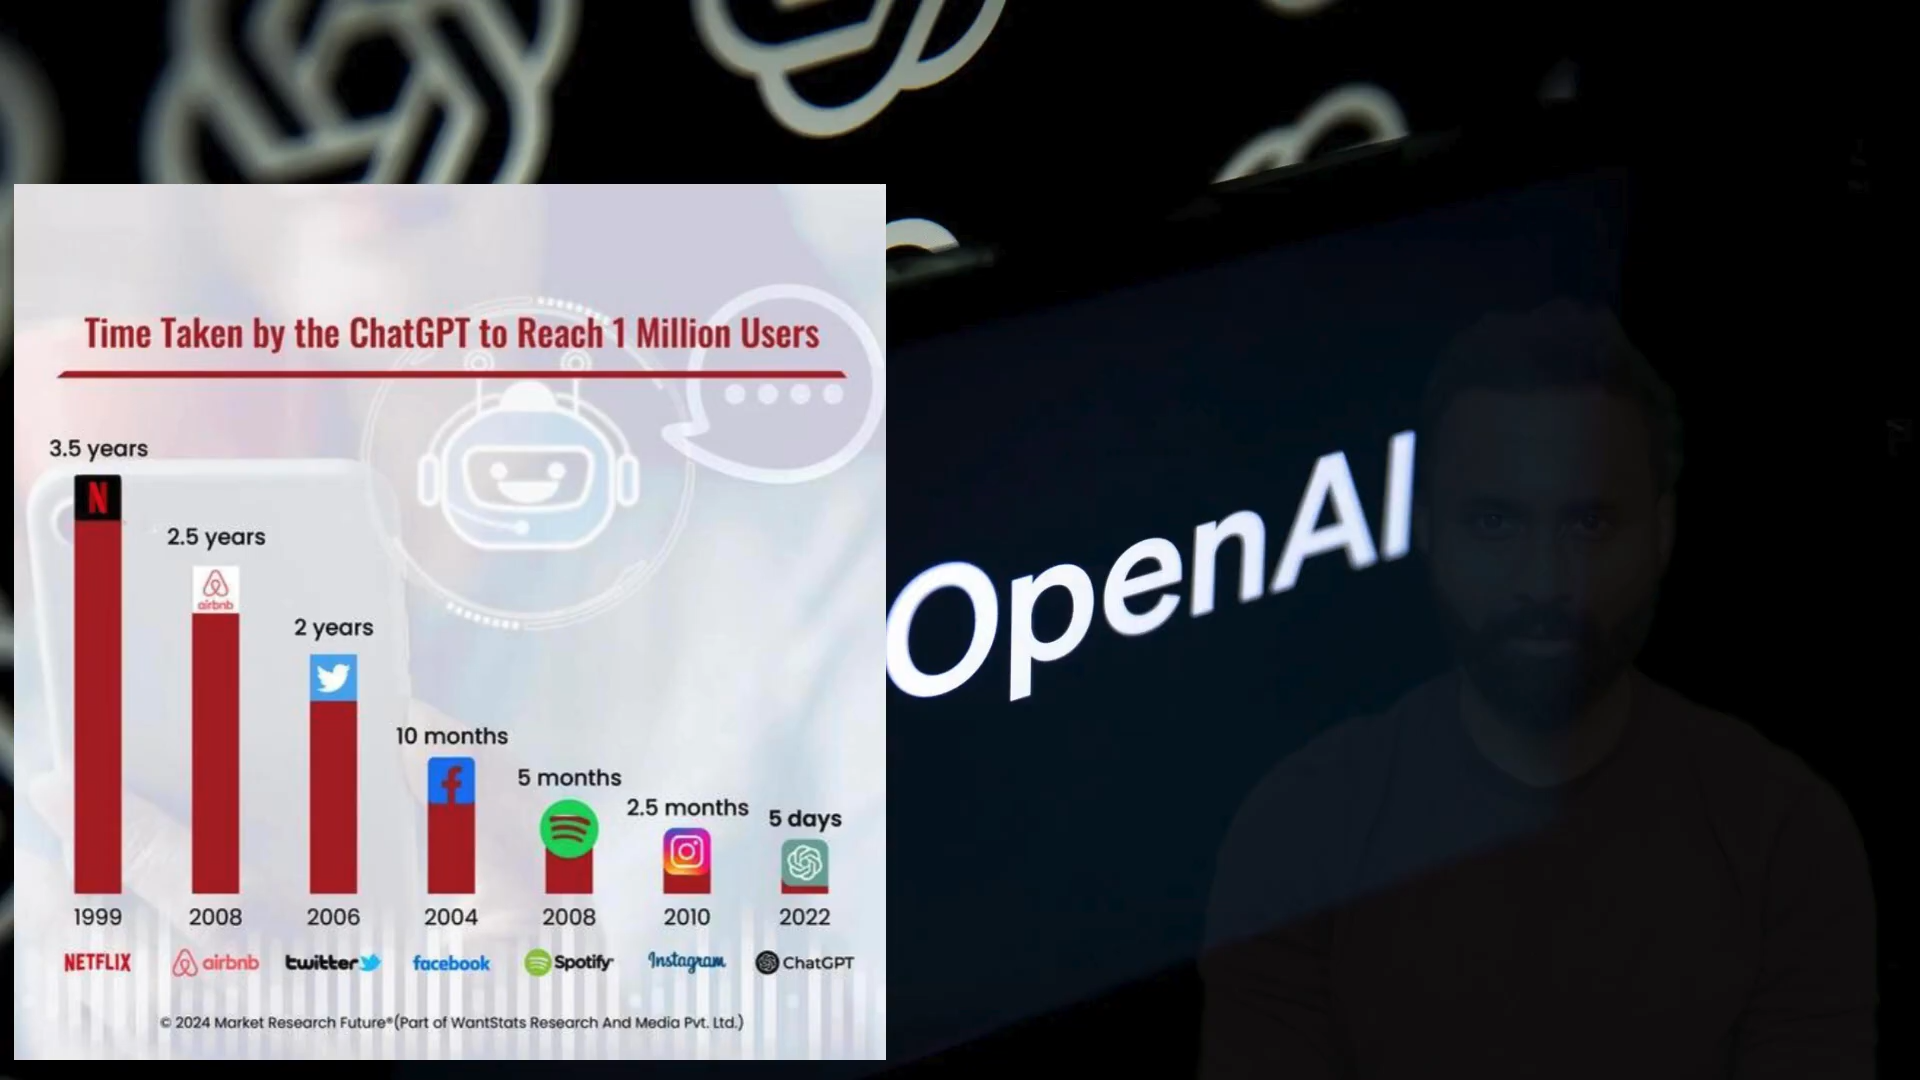 Time Taken by the ChatGPT to Reach 1 Million Users
3.5 years
N
2.5 years
airbnb
2 years
10 months
f
5 months
2.5 months
5 days
1999 2008 2006 2004 2008 2010 2022
NETFLIX airbnb twitter facebook Spotify Instagram ChatGPT
© 2024 Market Research Future®(Part of WantStats Research And Media Pvt. Ltd.)
OpenAI